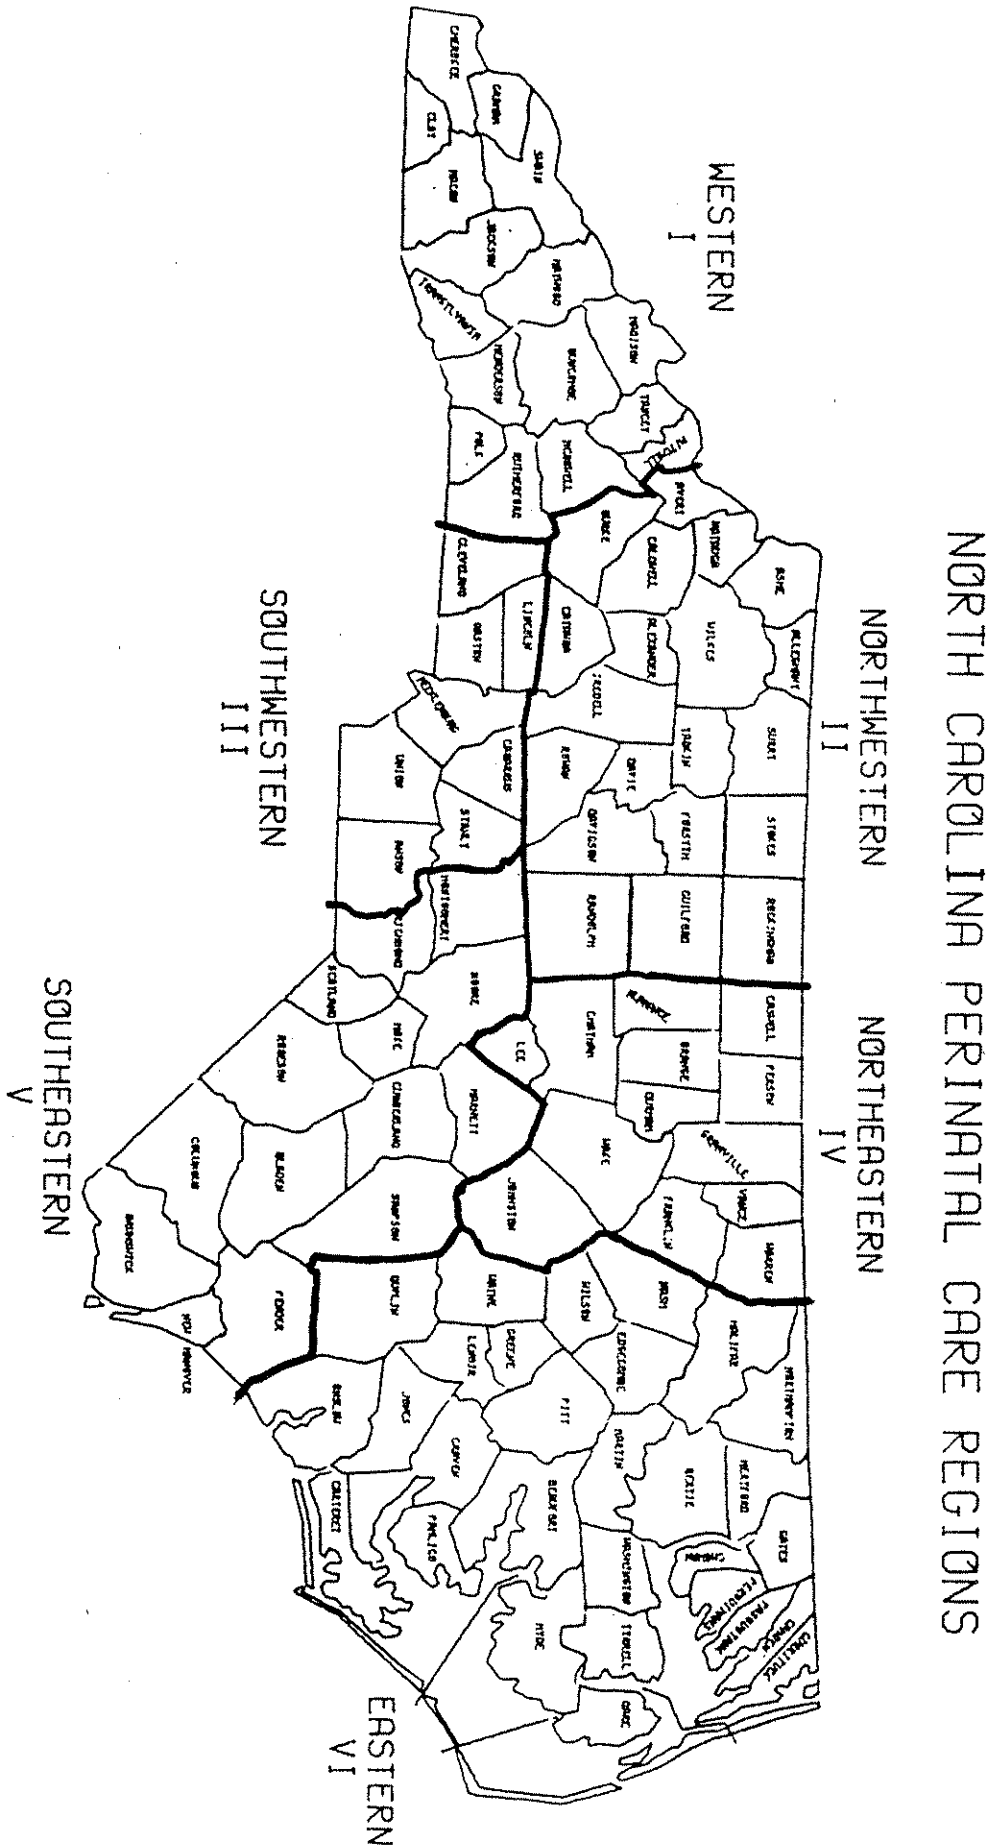 NORTH CAROLINA PERINATAL CARE REGIONS
WESTERN
I
NORTHWESTERN
II
NORTHEASTERN
IV
SOUTHWESTERN
III
SOUTHEASTERN
V
EASTERN
VI
CHEROKEE
GRAHAM
CLAY
SWAIN
MACON
JACKSON
HAYWOOD
TRANSYLVANIA
MADISON
BUNCOMBE
HENDERSON
YANCEY
MITCHELL
MCDOWELL
POLK
RUTHERFORD
AVERY
BURKE
WATAUGA
CALDWELL
ASHE
ALLEGHANY
WILKES
ALEXANDER
CATAWBA
IREDELL
SURRY
YADKIN
DAVIE
ROWAN
STOKES
FORSYTH
DAVIDSON
ROCKINGHAM
GUILFORD
RANDOLPH
CLEVELAND
LINCOLN
GASTON
MECKLENBURG
CABARRUS
UNION
STANLY
ANSON
CASWELL
ALAMANCE
CHATHAM
PERSON
ORANGE
LEE
DURHAM
GRANVILLE
WAKE
VANCE
FRANKLIN
WARREN
JOHNSTON
MONTGOMERY
RICHMOND
MOORE
SCOTLAND
HOKE
ROBESON
HARNETT
CUMBERLAND
BLADEN
SAMPSON
COLUMBUS
BRUNSWICK
PENDER
NEW HANOVER
NASH
WILSON
WAYNE
DUPLIN
HALIFAX
NORTHAMPTON
EDGECOMBE
GREENE
LENOIR
PITT
JONES
ONSLOW
CRAVEN
CARTERET
PAMLICO
BEAUFORT
MARTIN
BERTIE
HERTFORD
GATES
CHOWAN
PERQUIMANS
PASQUOTANK
CAMDEN
CURRITUCK
WASHINGTON
TYRRELL
HYDE
DARE